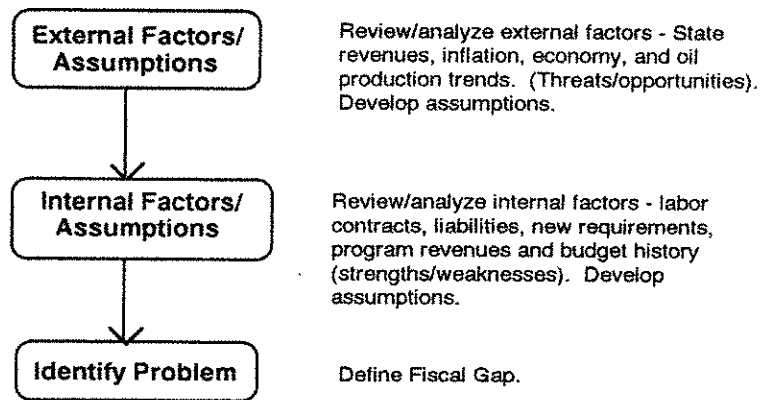 External Factors/
Assumptions
Review/analyze external factors - State
revenues, inflation, economy, and oil
production trends. (Threats/opportunities).
Develop assumptions.
Internal Factors/
Assumptions
Review/analyze internal factors - labor
contracts, liabilities, new requirements,
program revenues and budget history
(strengths/weaknesses). Develop
assumptions.
Identify Problem
Define Fiscal Gap.